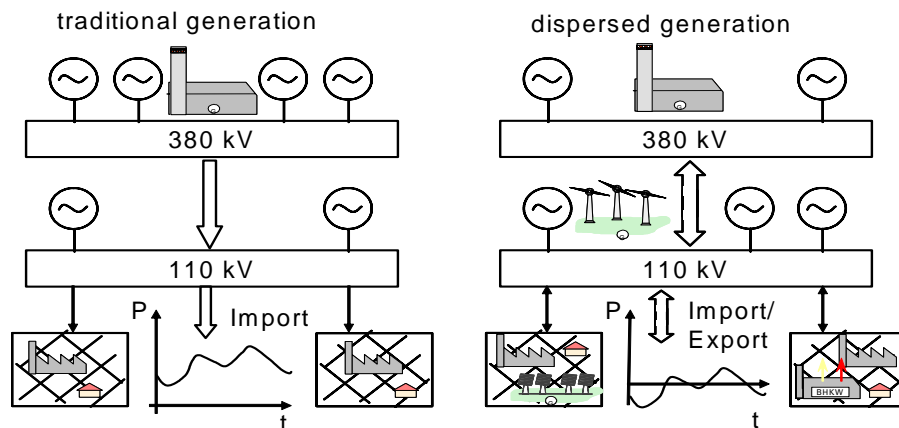 traditional generation
380 kV
110 kV
P
Import
t
G
dispersed generation
380 kV
G
110 kV
P
Import/
Export
G
BHKW
t